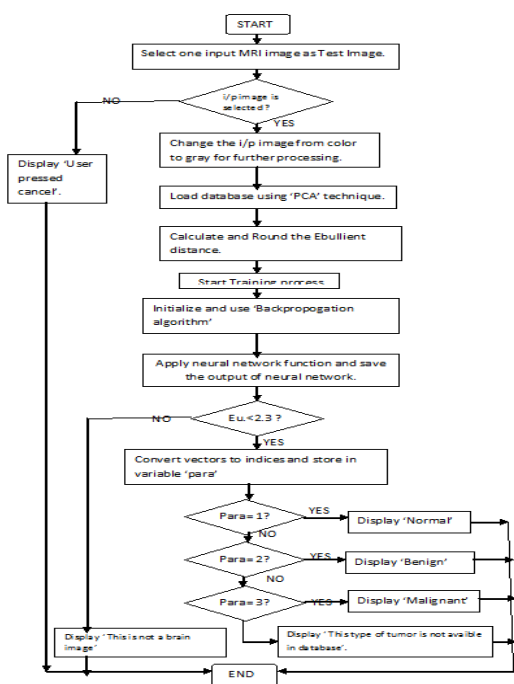 START
Select one input MRI image as Test Image.
i/p image is
selected?
NO
YES
Change the i/p image from color
to gray for further processing.
Display 'User
pressed
cancel'.
Load database using 'PCA' technique.
Calculate and Round the Ebullient
distance.
Start Training process
Initialize and use 'Backpropogation
algorithm'
Apply neural network function and save
the output of neural network.
Eu.<2.3 ?
NO
YES
Convert vectors to indices and store in
variable 'para'
Para= 1?
YES
Display 'Normal'
NO
Para= 2?
YES
Display 'Benign'
NO
Para= 3?
YES
Display 'Malignant'
Display 'This is not a brain
image'
Display 'This type of tumor is not avaible
in database'.
END